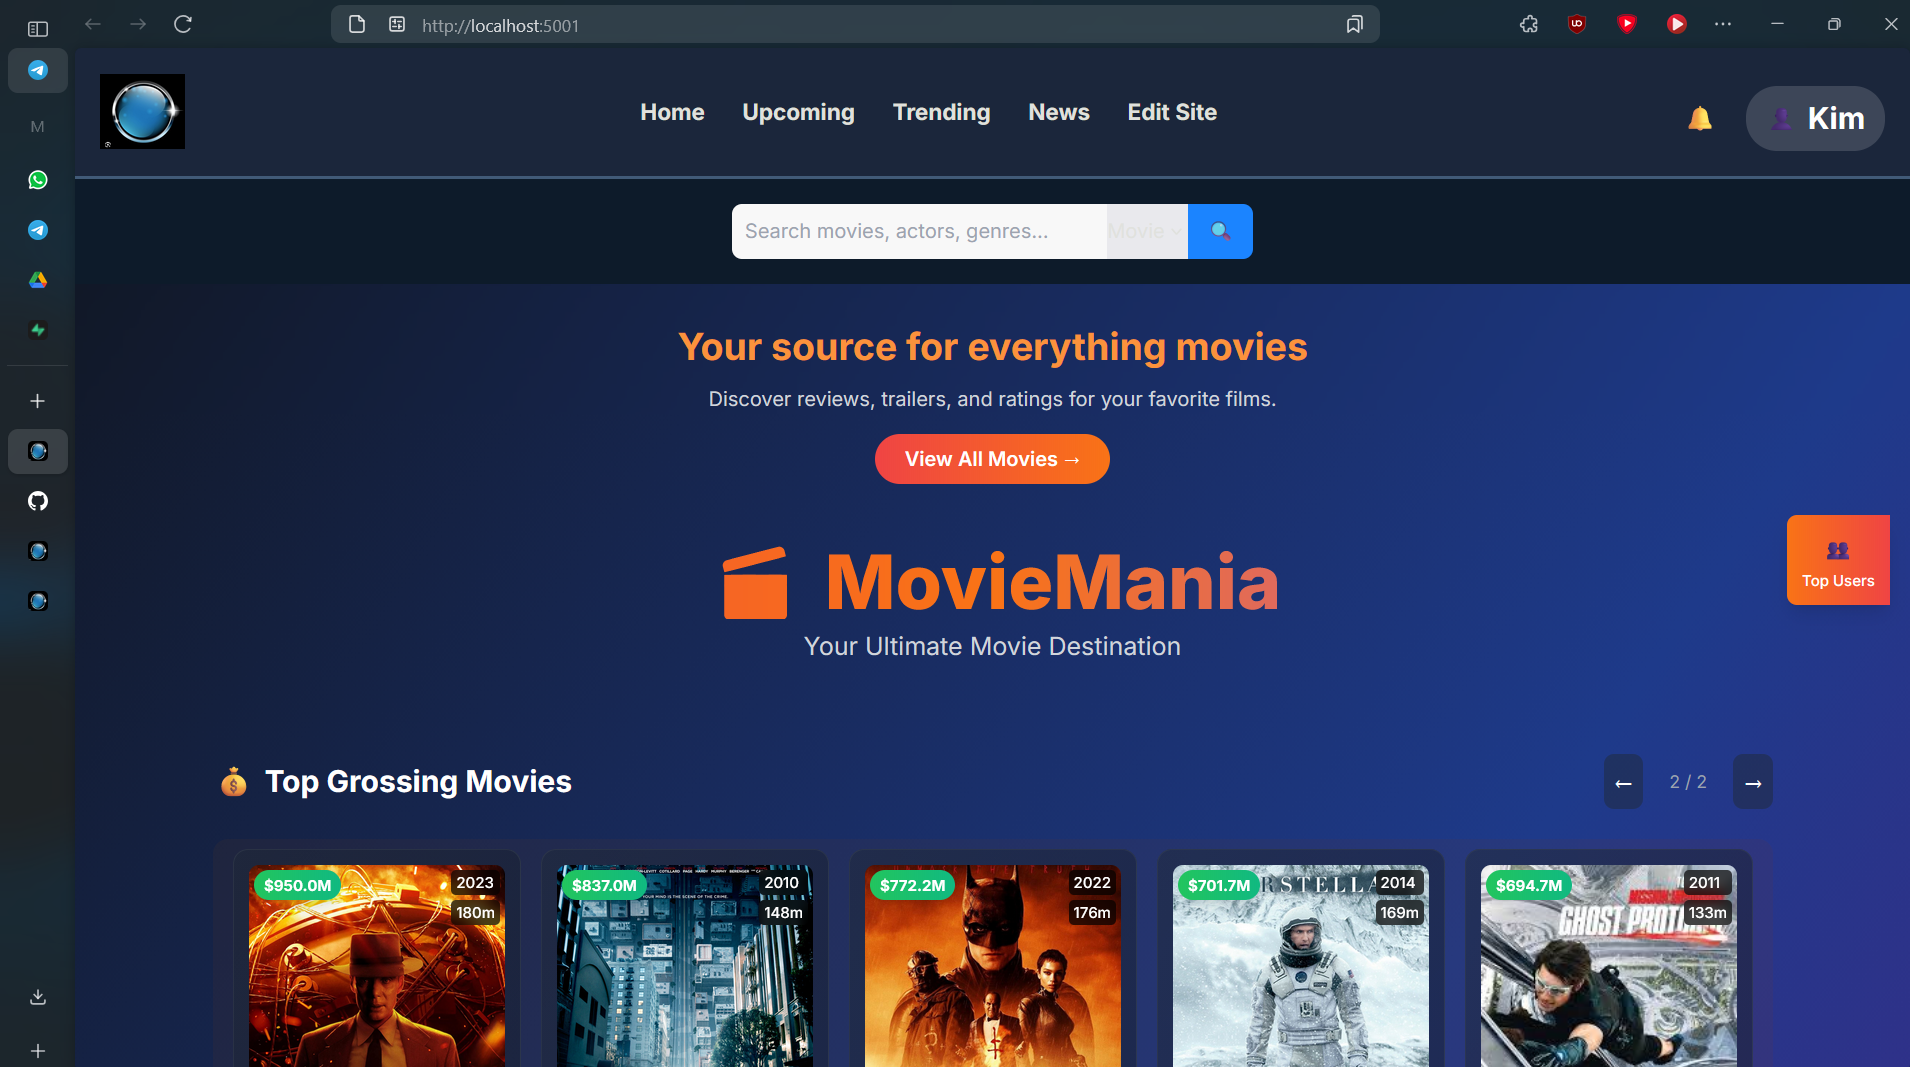 http://localhost:5001
M
Home
Upcoming
Trending
News
Edit Site
Kim
Search movies, actors, genres...
Movie
Your source for everything movies
Discover reviews, trailers, and ratings for your favorite films.
View All Movies →
MovieMania
Your Ultimate Movie Destination
Top Users
Top Grossing Movies
←
2 / 2
→
$950.0M
2023
180m
$837.0M
2010
148m
$772.2M
2022
176m
$701.7M
2014
169m
$694.7M
2011
133m
GHOST